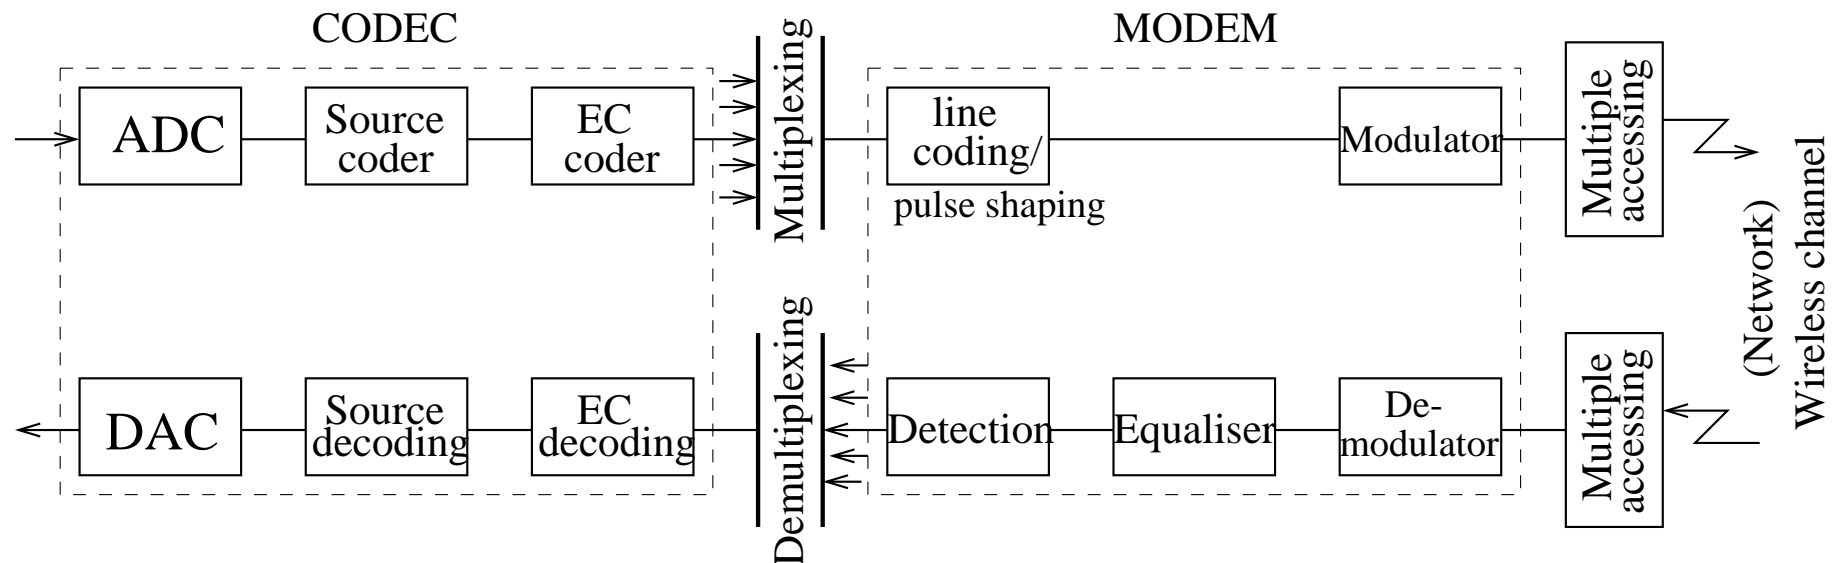 CODEC
MODEM
ADC
Source
coder
EC
coder
Multiplexing
line
coding/
pulse shaping
Modulator
Multiple
accessing
DAC
Source
decoding
EC
decoding
Demultiplexing
Detection
Equaliser
De-
modulator
Multiple
accessing
(Network)
Wireless channel